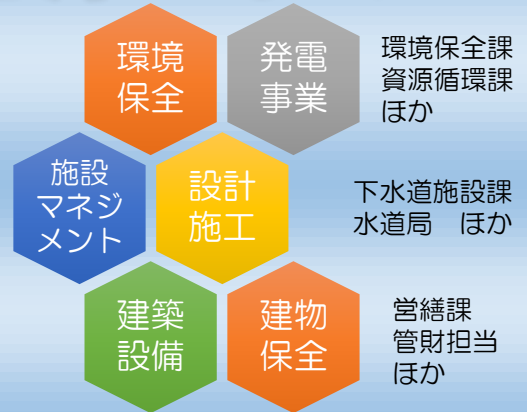 環境
保全
発電
事業
環境保全課
資源循環課
ほか
施設
マネジ
メント
設計
施工
下水道施設課
水道局　ほか
建築
設備
建物
保全
営繕課
管財担当
ほか